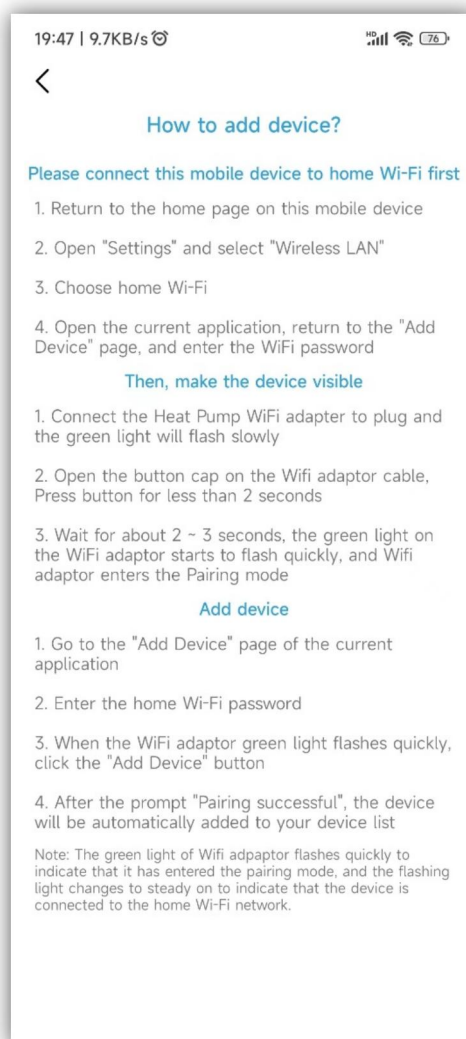 19:47 | 9.7KB/s
HD 76
How to add device?
Please connect this mobile device to home Wi-Fi first
1. Return to the home page on this mobile device
2. Open "Settings" and select "Wireless LAN"
3. Choose home Wi-Fi
4. Open the current application, return to the "Add
Device" page, and enter the WiFi password
Then, make the device visible
1. Connect the Heat Pump WiFi adapter to plug and
the green light will flash slowly
2. Open the button cap on the Wifi adaptor cable,
Press button for less than 2 seconds
3. Wait for about 2 ~ 3 seconds, the green light on
the WiFi adaptor starts to flash quickly, and Wifi
adaptor enters the Pairing mode
Add device
1. Go to the "Add Device" page of the current
application
2. Enter the home Wi-Fi password
3. When the WiFi adaptor green light flashes quickly,
click the "Add Device" button
4. After the prompt "Pairing successful", the device
will be automatically added to your device list
Note: The green light of Wifi adpaptor flashes quickly to
indicate that it has entered the pairing mode, and the flashing
light changes to steady on to indicate that the device is
connected to the home Wi-Fi network.